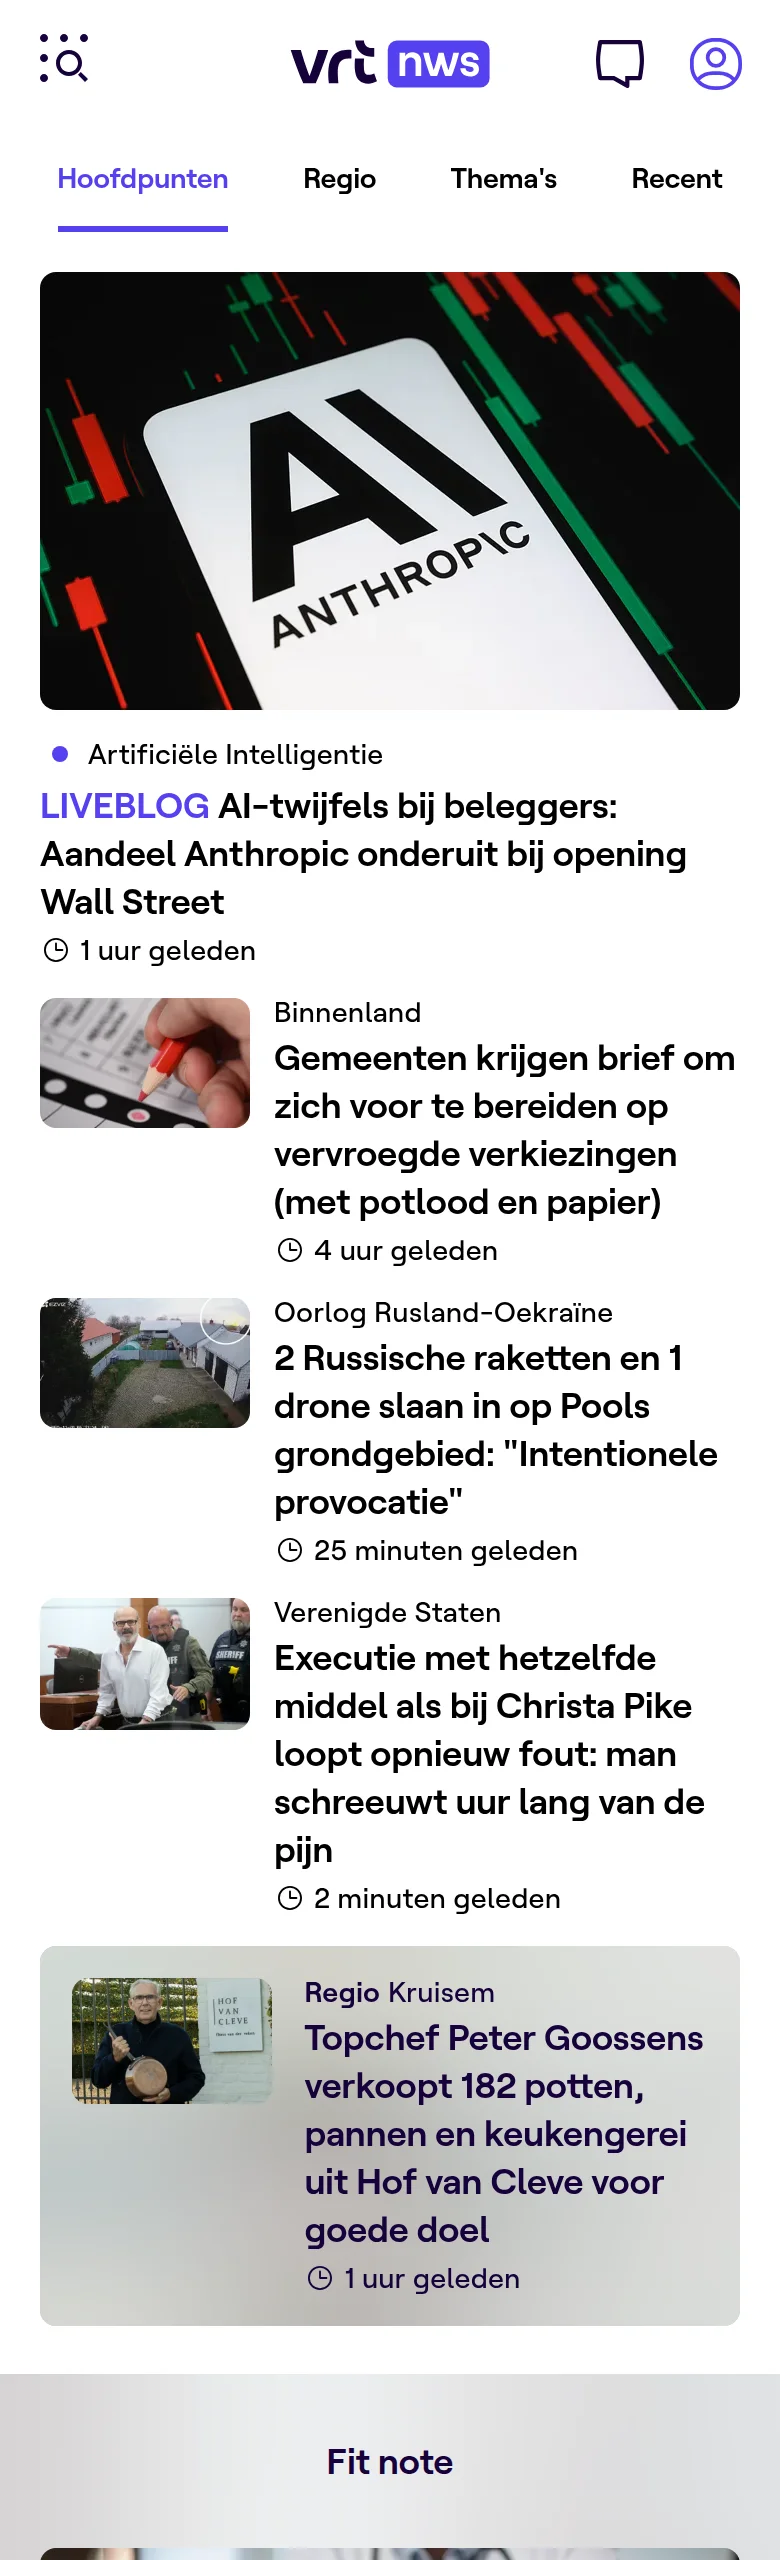 vrt nws
Hoofdpunten Regio Thema's Recent
AI
ANTHROP\C
Artificiële Intelligentie
LIVEBLOG AI-twijfels bij beleggers:
Aandeel Anthropic onderuit bij opening
Wall Street
1 uur geleden
Binnenland
Gemeenten krijgen brief om
zich voor te bereiden op
vervroegde verkiezingen
(met potlood en papier)
4 uur geleden
EZVIZ
Oorlog Rusland-Oekraïne
2 Russische raketten en 1
drone slaan in op Pools
grondgebied: "Intentionele
provocatie"
25 minuten geleden
SHERIFF
Verenigde Staten
Executie met hetzelfde
middel als bij Christa Pike
loopt opnieuw fout: man
schreeuwt uur lang van de
pijn
2 minuten geleden
HOF
VAN
CLEVE
Regio Kruisem
Topchef Peter Goossens
verkoopt 182 potten,
pannen en keukengerei
uit Hof van Cleve voor
goede doel
1 uur geleden
Fit note